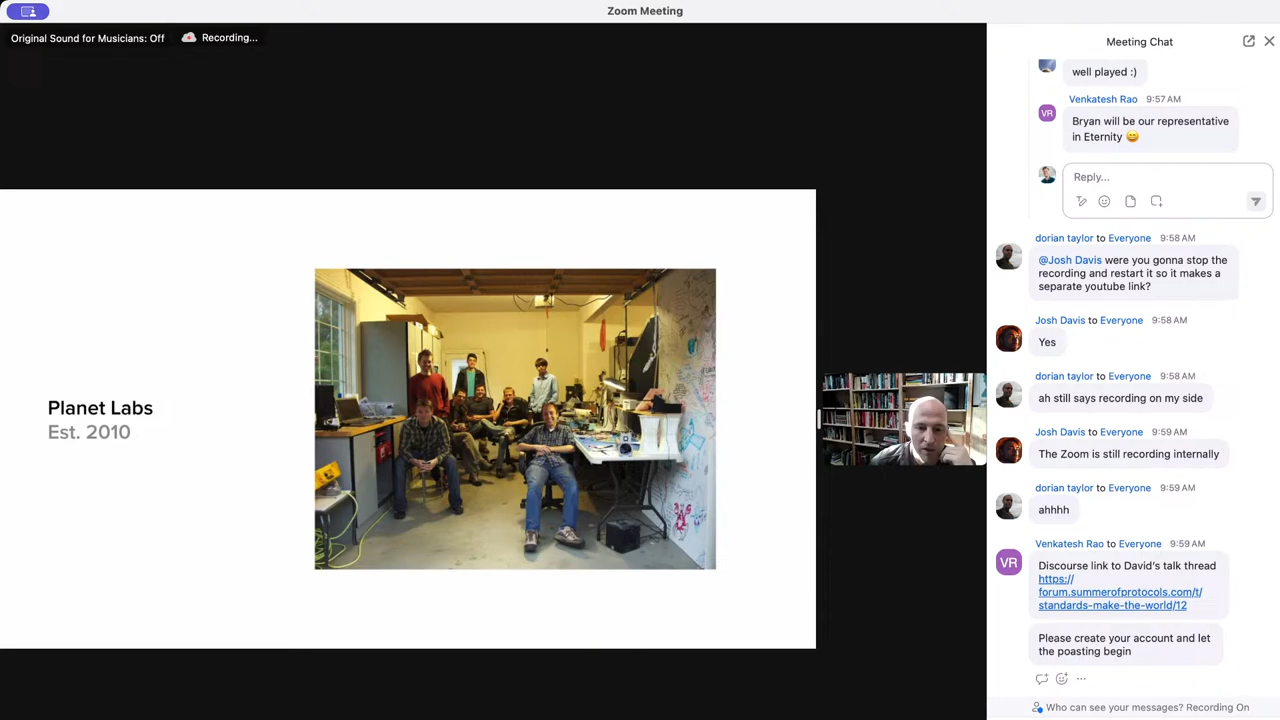 Zoom Meeting
Original Sound for Musicians: Off
Recording...
Planet Labs
Est. 2010
Meeting Chat
well played :)
VR
Venkatesh Rao 9:57 AM
Bryan will be our representative
in Eternity 😀
Reply...
dorian taylor to Everyone 9:58 AM
@Josh Davis were you gonna stop the
recording and restart it so it makes a
separate youtube link?
Josh Davis to Everyone 9:58 AM
Yes
dorian taylor to Everyone 9:58 AM
ah still says recording on my side
Josh Davis to Everyone 9:59 AM
The Zoom is still recording internally
dorian taylor to Everyone 9:59 AM
ahhhh
Venkatesh Rao to Everyone 9:59 AM
VR
Discourse link to David's talk thread
https://
forum.summerofprotocols.com/t/
standards-make-the-world/12
Please create your account and let
the poasting begin
Who can see your messages? Recording On